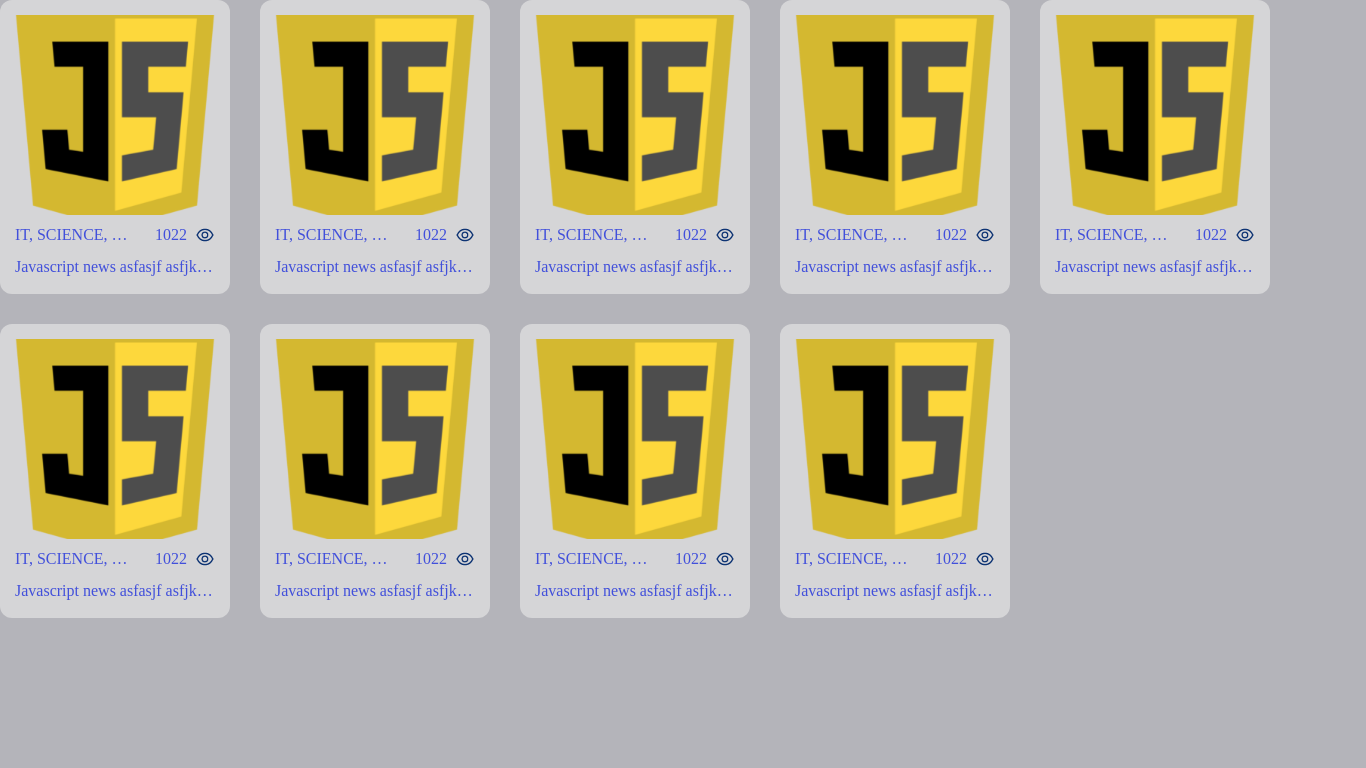 JS JS JS JS JS
IT, SCIENCE, … 1022 IT, SCIENCE, … 1022 IT, SCIENCE, … 1022 IT, SCIENCE, … 1022 IT, SCIENCE, … 1022
Javascript news asfasjf asfjk… Javascript news asfasjf asfjk… Javascript news asfasjf asfjk… Javascript news asfasjf asfjk… Javascript news asfasjf asfjk…
JS JS JS JS
IT, SCIENCE, … 1022 IT, SCIENCE, … 1022 IT, SCIENCE, … 1022 IT, SCIENCE, … 1022
Javascript news asfasjf asfjk… Javascript news asfasjf asfjk… Javascript news asfasjf asfjk… Javascript news asfasjf asfjk…